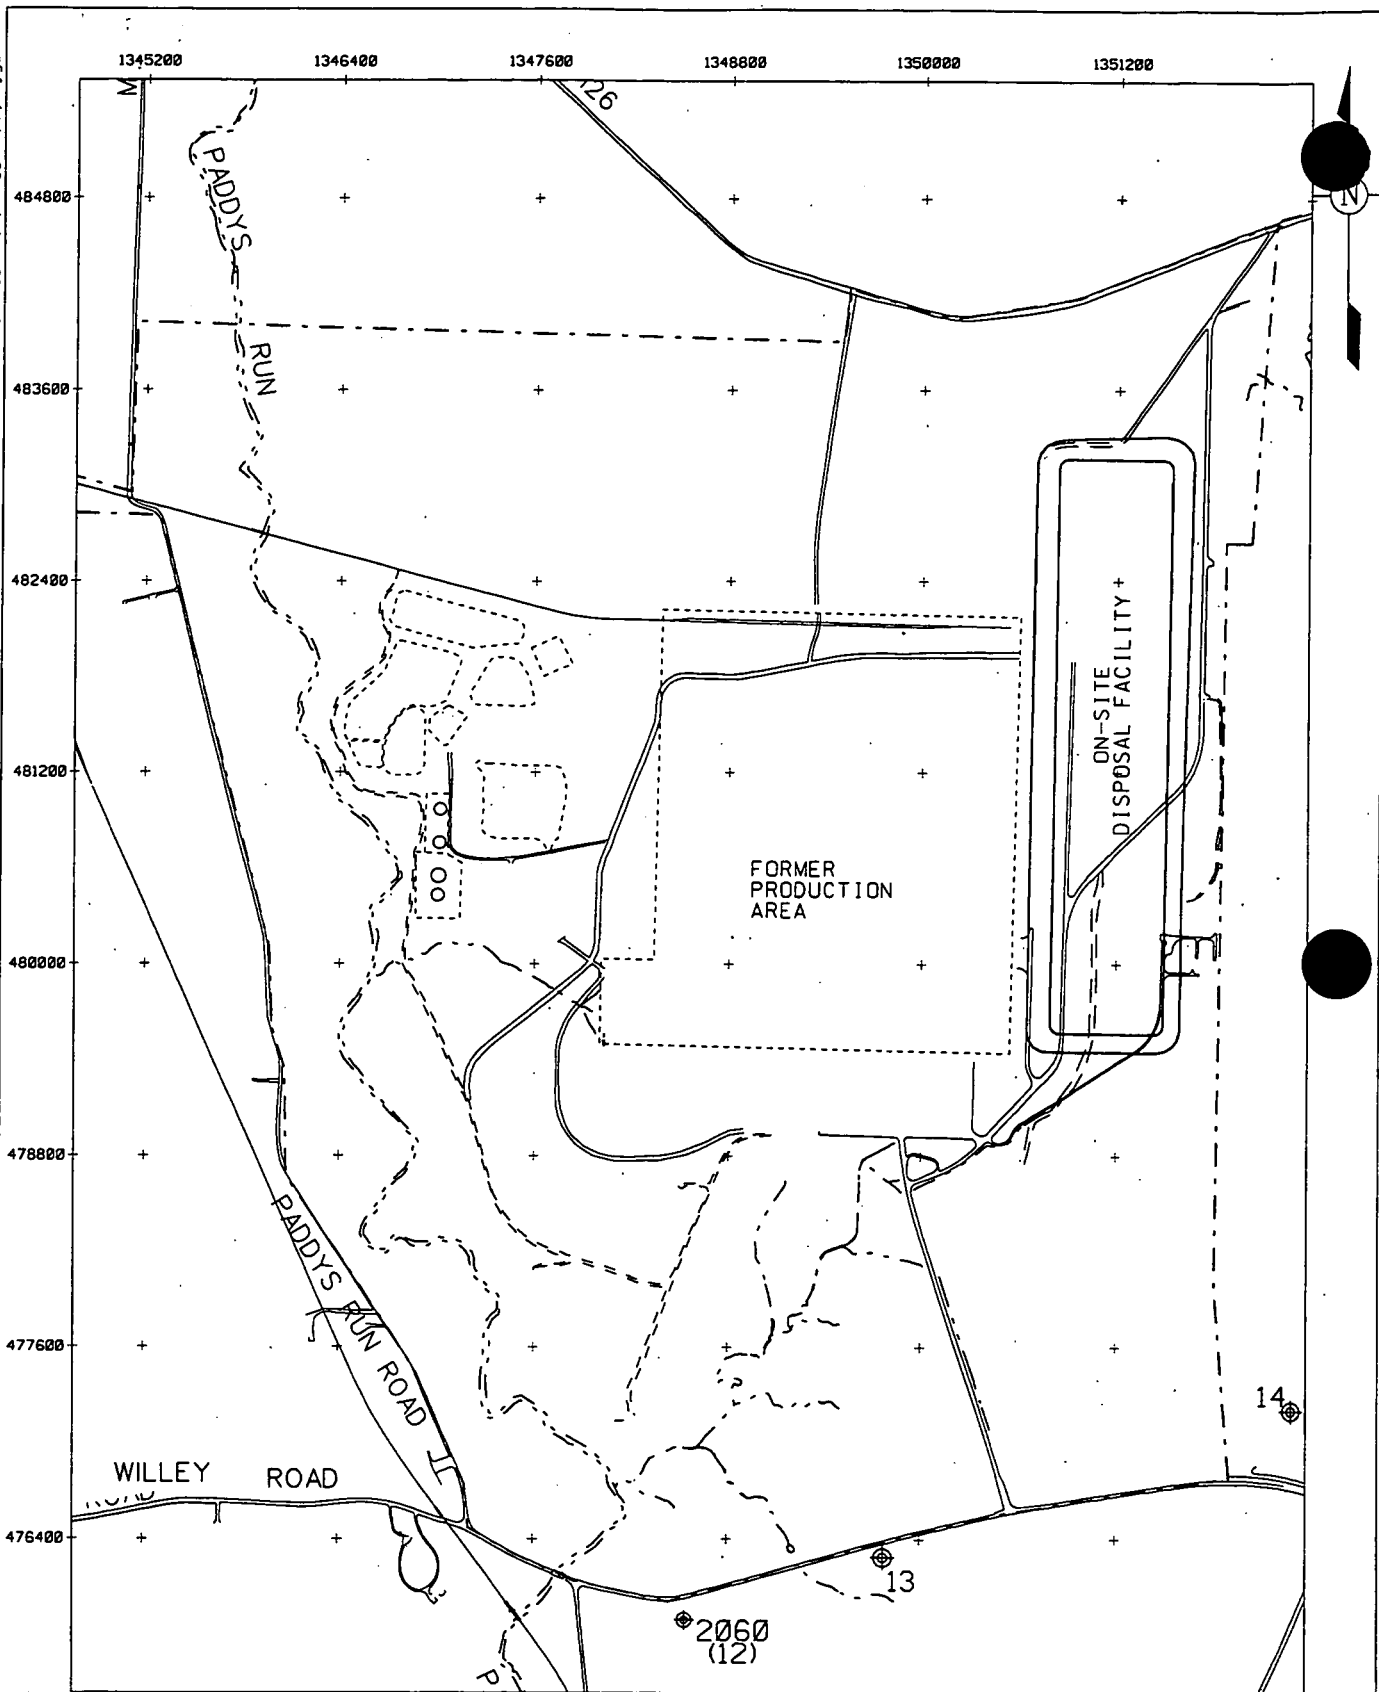 1345200 1346400 1347600 1348800 1350000 1351200
126
484800
N
PADDYS
RUN
483600
482400
ON-SITE
DISPOSAL FACILITY
481200
FORMER
PRODUCTION
AREA
480000
478800
PADDYS RUN ROAD
477600
14
WILLEY ROAD
ROAD
476400
13
2060
(12)
P